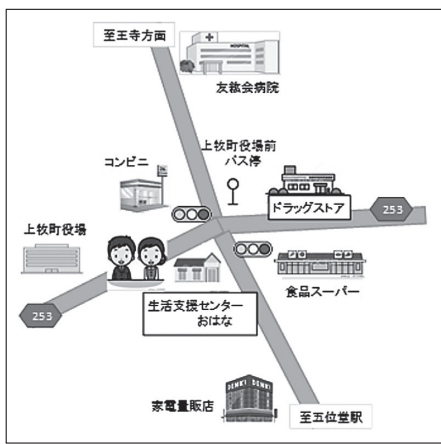 至王寺方面
HOSPITAL
友紘会病院
上牧町役場前
バス停
コンビニ
ドラッグストア
253
上牧町役場
食品スーパー
253
生活支援センター
おはな
DENKI DENKI
家電量販店
至五位堂駅